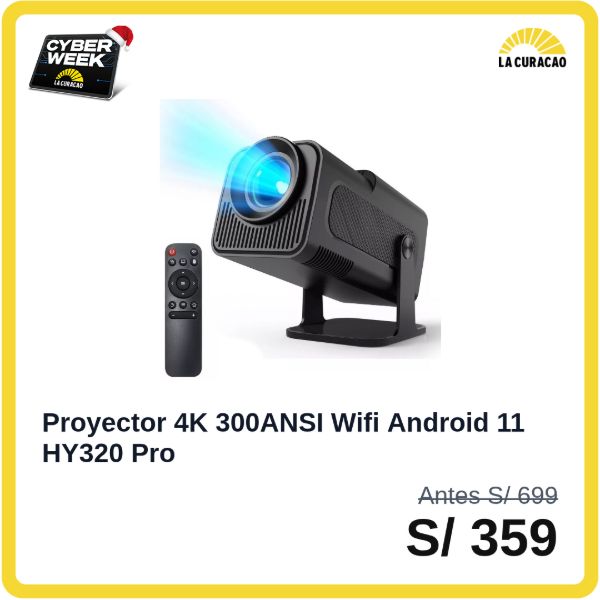 CYBER
WEEK
LA CURACAO
LA CURACAO
Proyector 4K 300ANSI Wifi Android 11
HY320 Pro
Antes S/ 699
S/ 359